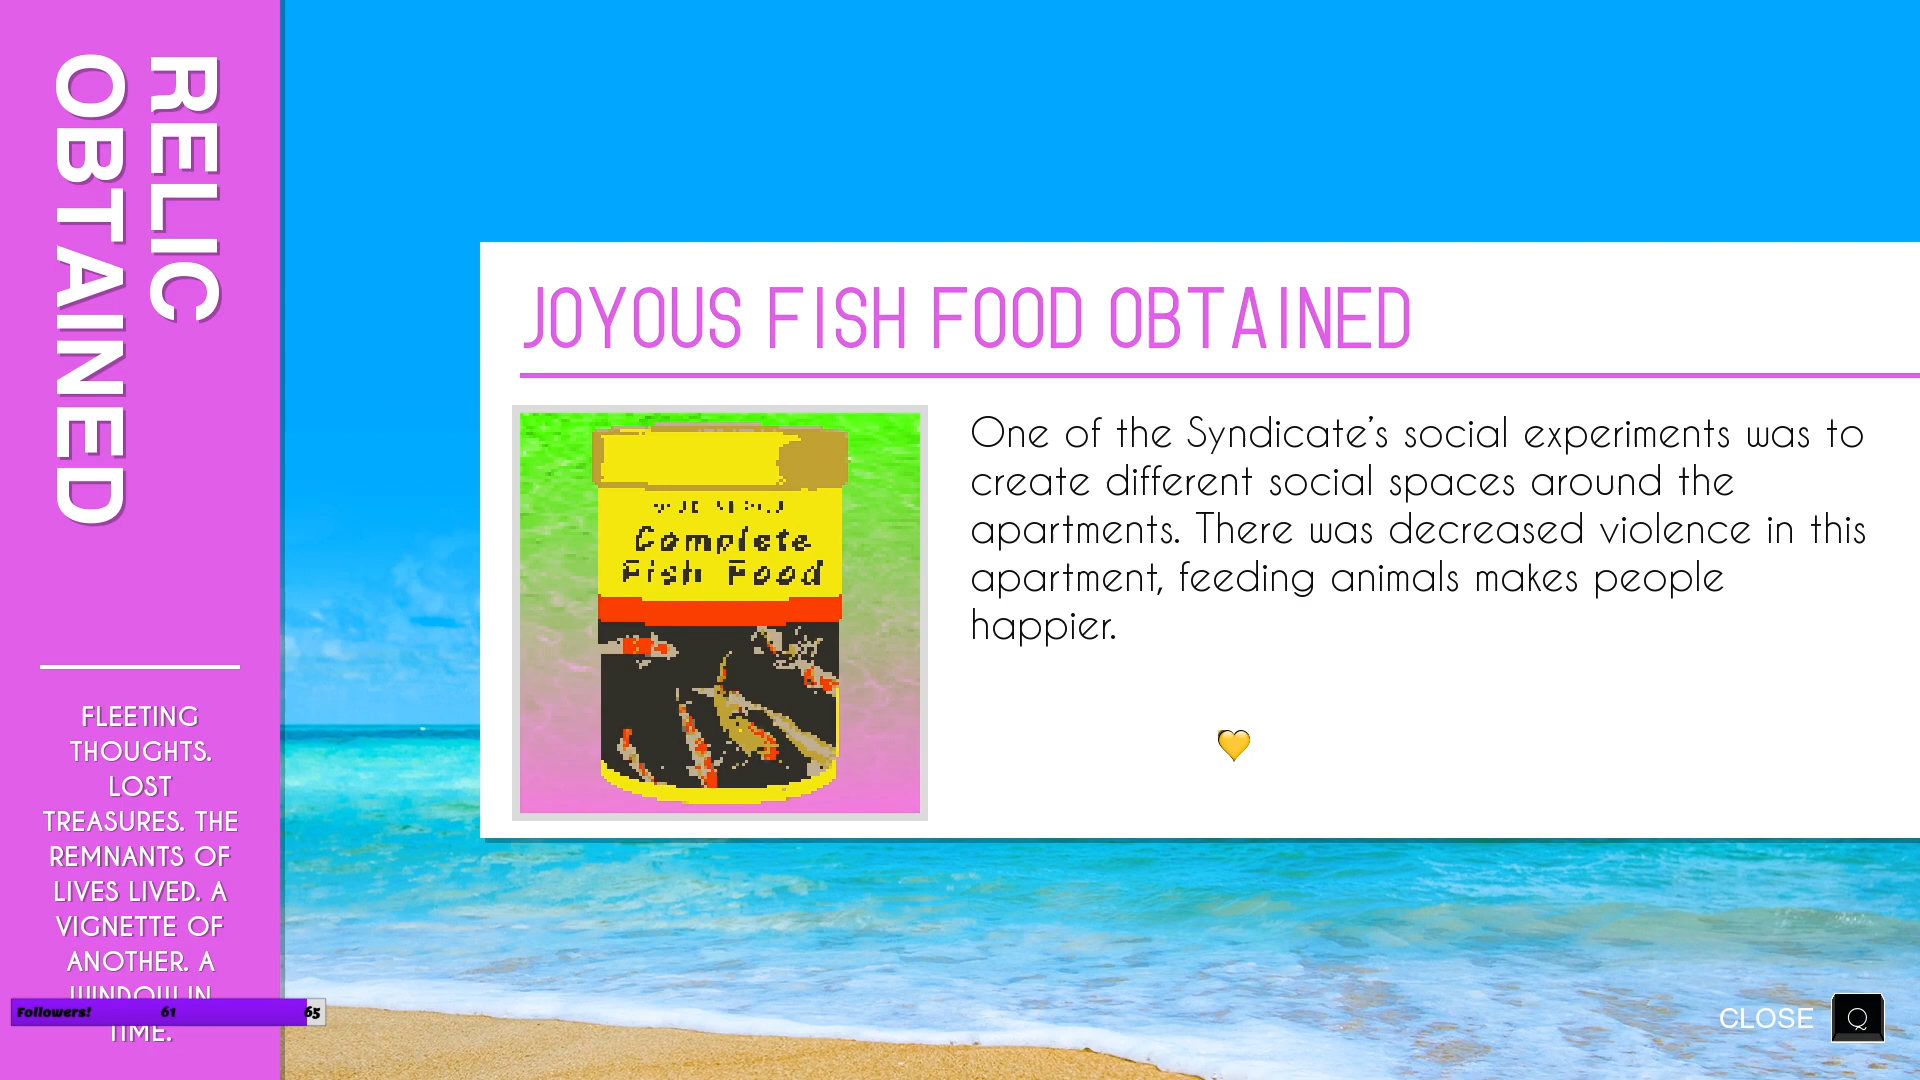 RELIC
OBTAINED
FLEETING
THOUGHTS.
LOST
TREASURES. THE
REMNANTS OF
LIVES LIVED. A
VIGNETTE OF
ANOTHER. A
WINDOW IN
TIME.
Followers! 61 65
JOYOUS FISH FOOD OBTAINED
Complete
Fish Food
One of the Syndicate's social experiments was to
create different social spaces around the
apartments. There was decreased violence in this
apartment, feeding animals makes people
happier.
CLOSE Q